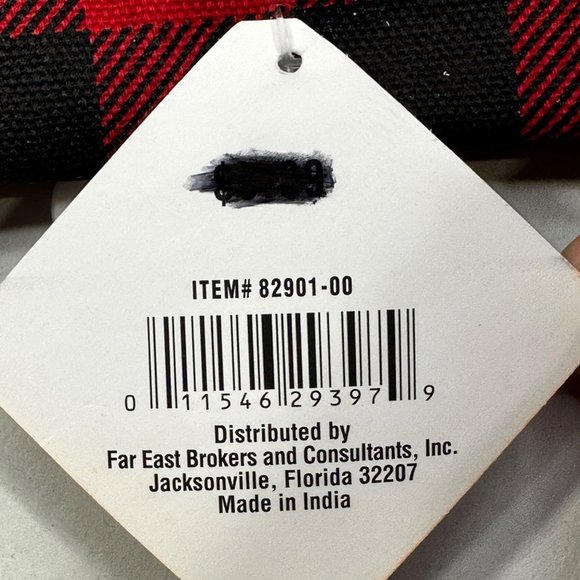 ITEM# 82901-00
0 11546 29397 9
Distributed by
Far East Brokers and Consultants, Inc.
Jacksonville, Florida 32207
Made in India